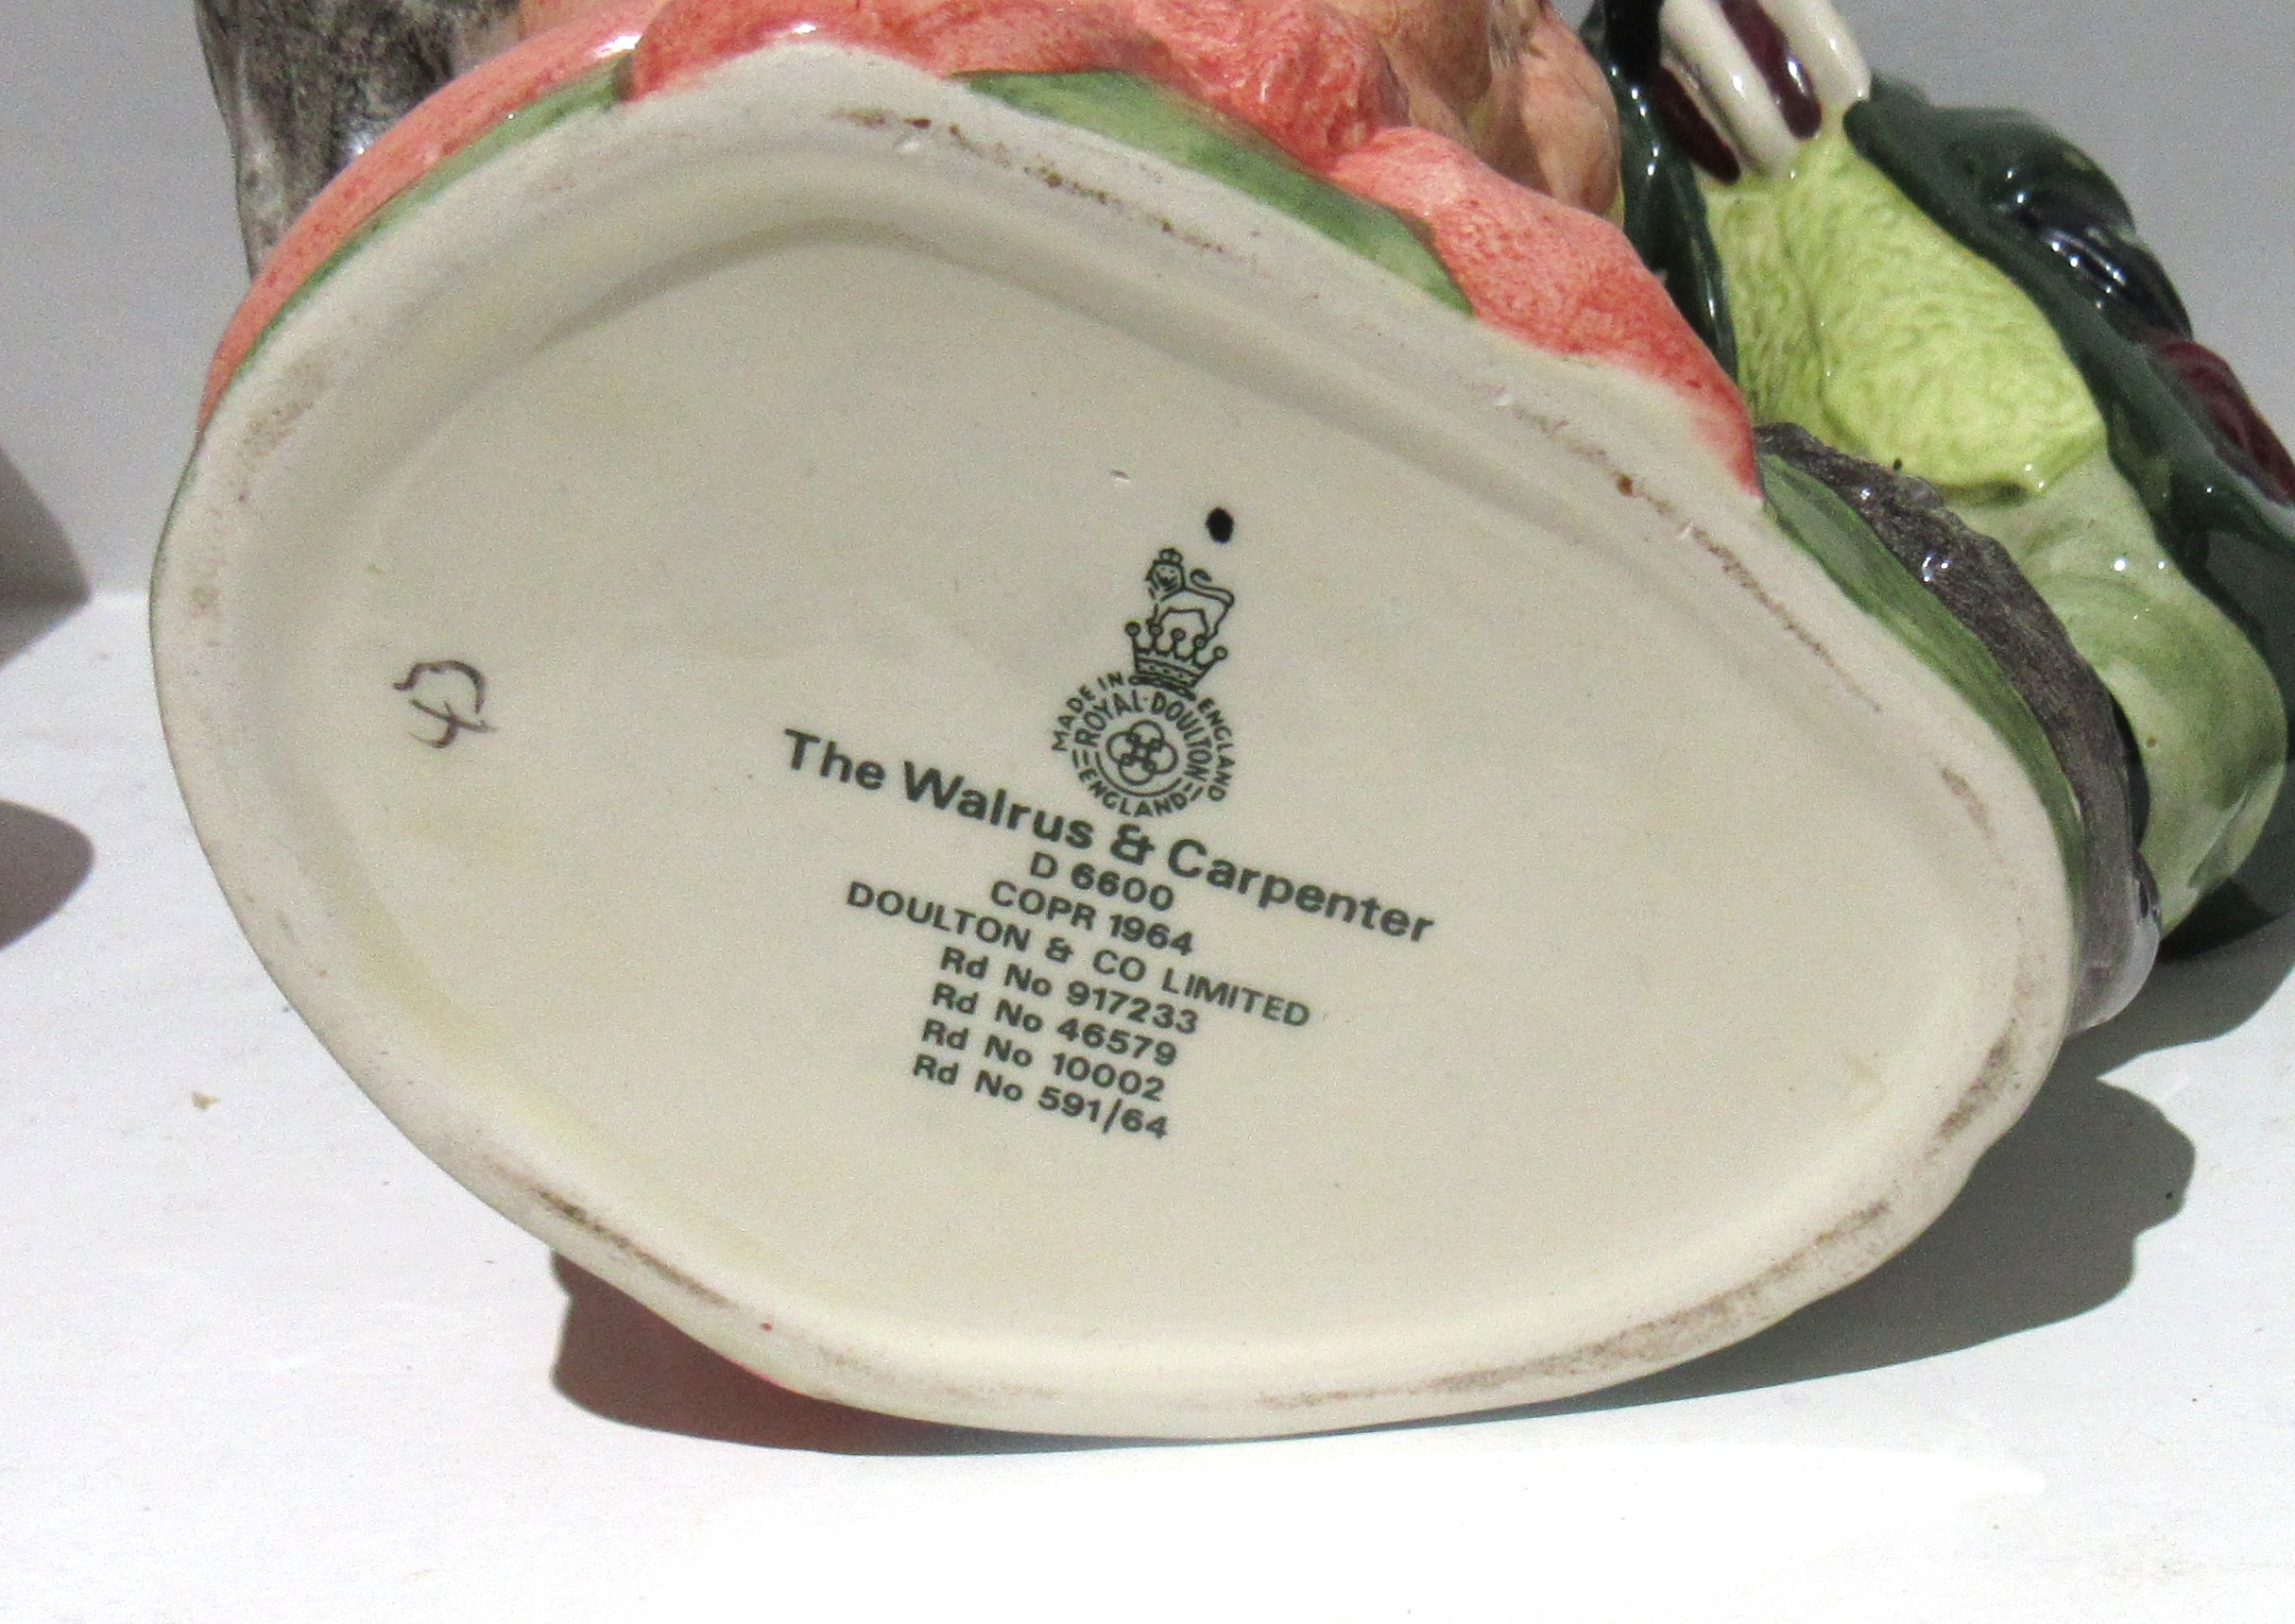 MADE IN ENGLAND
ROYAL·DOULTON
ENGLAND
The Walrus & Carpenter
D 6600
COPR 1964
DOULTON & CO LIMITED
Rd No 917233
Rd No 46579
Rd No 10002
Rd No 591/64